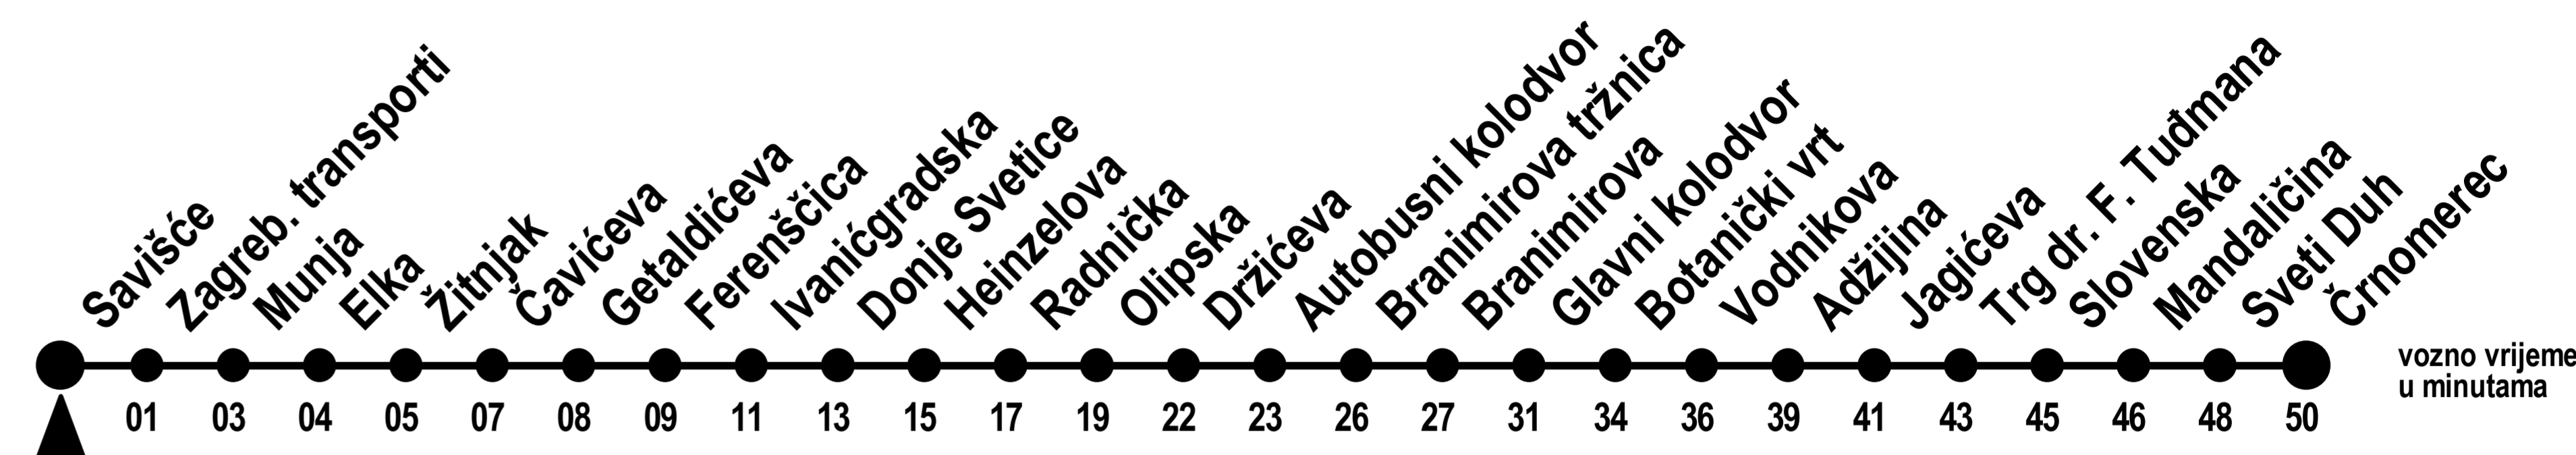 Savišće
Zagreb. transporti
Munja
Elka
Žitnjak
Čavićeva
Getaldićeva
Ferenščica
Ivanićgradska
Donje Svetice
Heinzelova
Radnička
Olipska
Držićeva
Autobusni kolodvor
Branimirova tržnica
Branimirova
Glavni kolodvor
Botanički vrt
Vodnikova
Adžijina
Jagićeva
Trg dr. F. Tuđmana
Slovenska
Mandaličina
Sveti Duh
Črnomerec
01 03 04 05 07 08 09 11 13 15 17 19 22 23 26 27 31 34 36 39 41 43 45 46 48 50
vozno vrijeme
u minutama